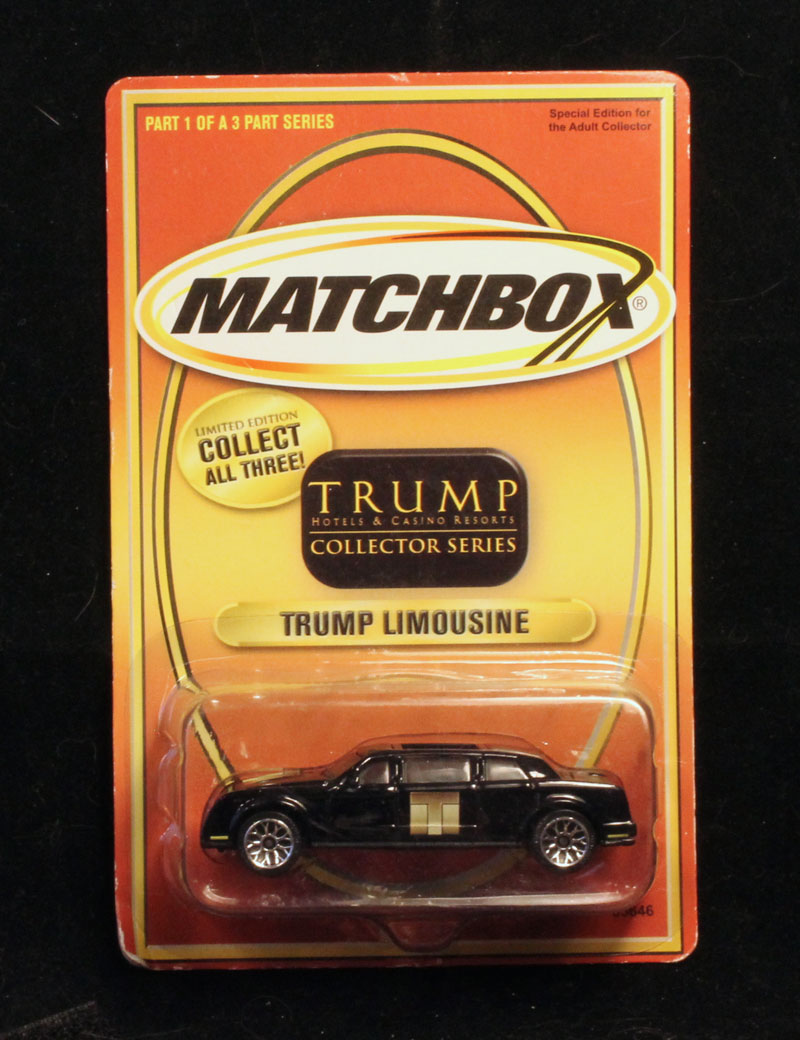 PART 1 OF A 3 PART SERIES
Special Edition for
the Adult Collector
MATCHBOX®
LIMITED EDITION
COLLECT
ALL THREE!
TRUMP
HOTELS & CASINO RESORTS
COLLECTOR SERIES
TRUMP LIMOUSINE
T